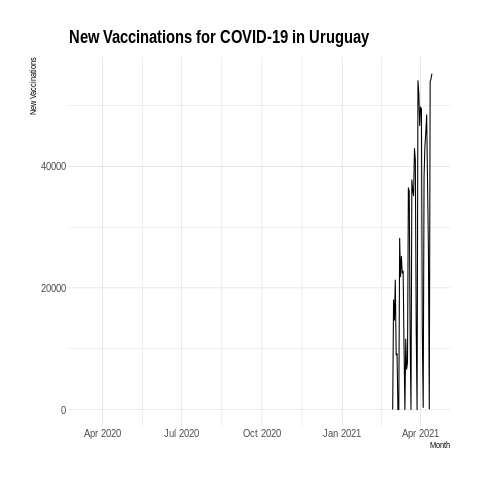 New Vaccinations for COVID-19 in Uruguay
New Vaccinations
40000
20000
0
Apr 2020 Jul 2020 Oct 2020 Jan 2021 Apr 2021
Month